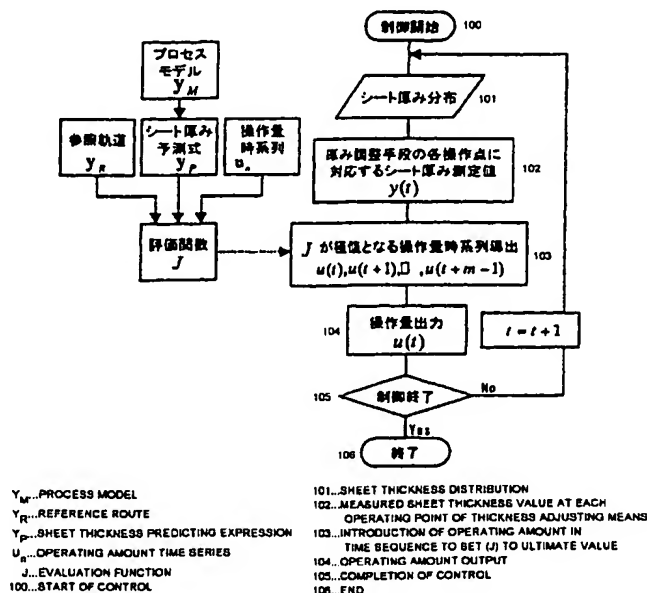 制御開始
100
プロセス
モデル
y_M
シート厚み分布
101
参照軌道
y_R
シート厚み
予測式
y_P
操作量
時系列
u_n
厚み調整手段の各操作点に
対応するシート厚み測定値
y(t)
102
評価関数
J
J が極値となる操作量時系列導出
u(t),u(t+1),□ ,u(t+m-1)
103
104
操作量出力
u(t)
t = t+1
105
制御終了
No
Yes
106
終了
Y_M...PROCESS MODEL
Y_R...REFERENCE ROUTE
Y_P...SHEET THICKNESS PREDICTING EXPRESSION
U_n...OPERATING AMOUNT TIME SERIES
J...EVALUATION FUNCTION
100...START OF CONTROL
101...SHEET THICKNESS DISTRIBUTION
102...MEASURED SHEET THICKNESS VALUE AT EACH
OPERATING POINT OF THICKNESS ADJUSTING MEANS
103...INTRODUCTION OF OPERATING AMOUNT IN
TIME SEQUENCE TO SET (J) TO ULTIMATE VALUE
104...OPERATING AMOUNT OUTPUT
105...COMPLETION OF CONTROL
106...END